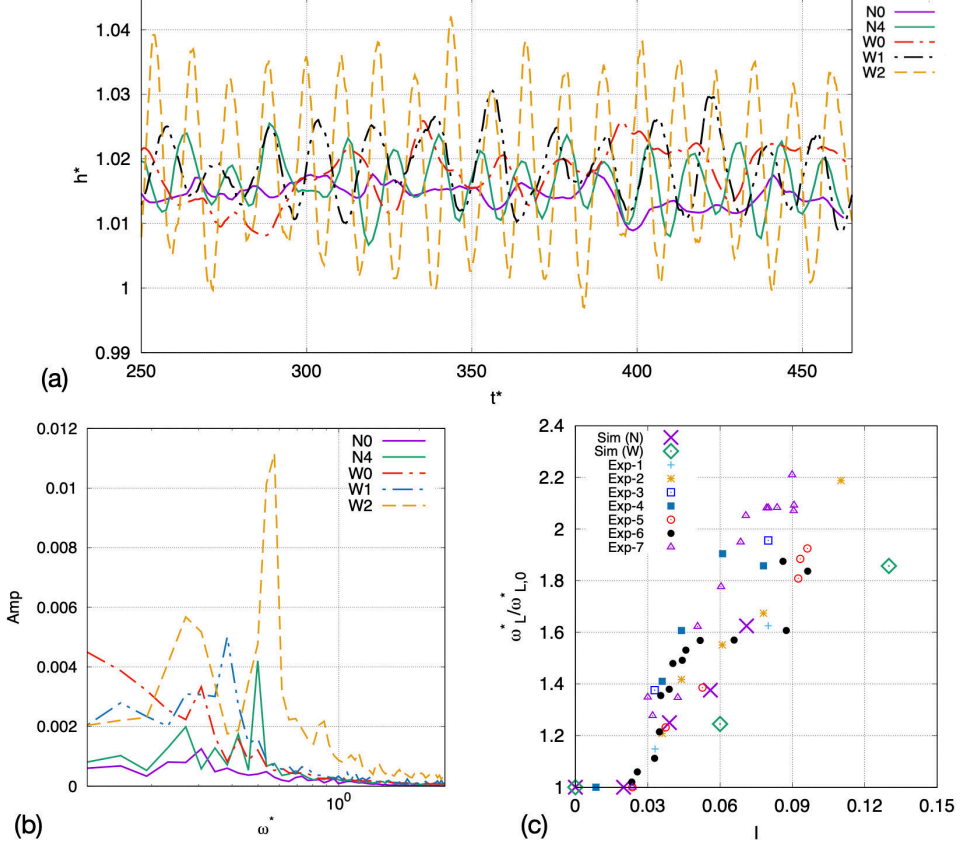 1.04
1.03
1.02
1.01
1
0.99
h*
250
300
350
400
450
t*
N0
N4
W0
W1
W2
(a)
0.012
0.01
0.008
0.006
0.004
0.002
0
Amp
N0
N4
W0
W1
W2
10⁰
ω*
(b)
2.4
2.2
2
1.8
1.6
1.4
1.2
1
ω*L/ω*L,0
Sim (N)
Sim (W)
Exp-1
Exp-2
Exp-3
Exp-4
Exp-5
Exp-6
Exp-7
0
0.03
0.06
0.09
0.12
0.15
I
(c)